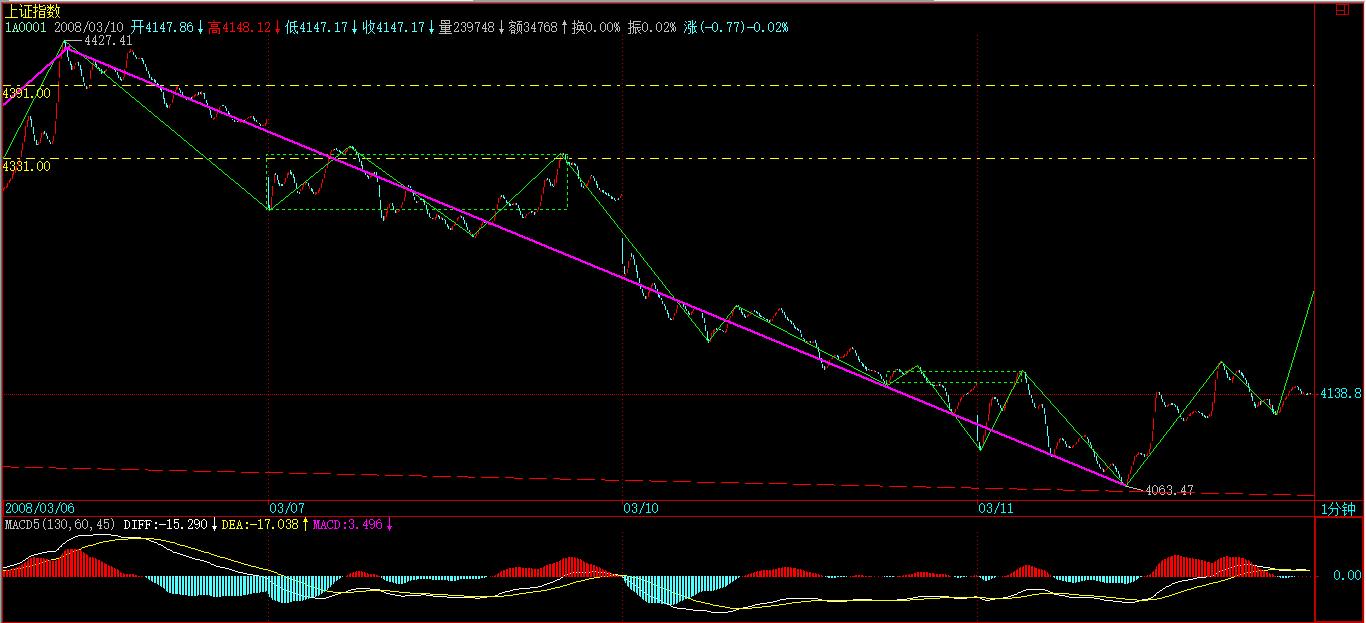 上证指数
1A0001 2008/03/10 开4147.86↓高4148.12↓低4147.17↓收4147.17↓量239748↓额34768↑换0.00% 振0.02% 涨(-0.77)-0.02%
4427.41
4391.00
4331.00
4138.8
4063.47
2008/03/06 03/07 03/10 03/11 1分钟
MACD5(130,60,45) DIFF:-15.290↓DEA:-17.038↑MACD:3.496↓
0.00